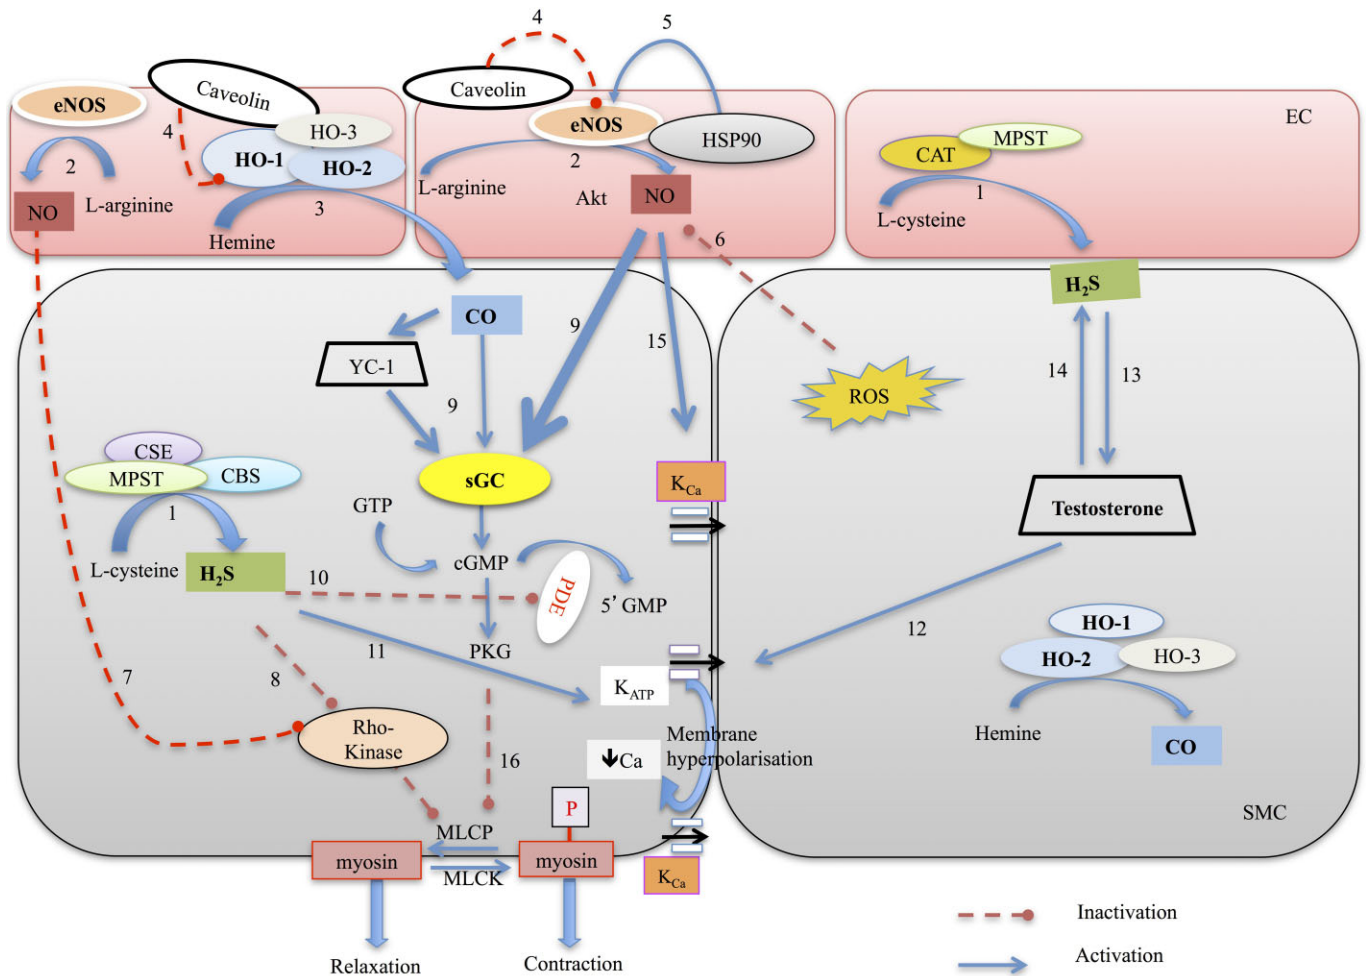 4
5
Caveolin
Caveolin
eNOS
4
HO-3
HO-1
HO-2
2
L-arginine
NO
3
Hemine
eNOS
HSP90
2
L-arginine
Akt
NO
6
EC
MPST
CAT
1
L-cysteine
H₂S
CO
YC-1
9
9
15
ROS
14
13
CSE
MPST
CBS
1
L-cysteine
H₂S
sGC
GTP
cGMP
PDE
5' GMP
K_Ca
Testosterone
10
11
PKG
12
HO-1
HO-2
HO-3
7
8
K_ATP
Rho-
Kinase
16
🡳Ca
Membrane
hyperpolarisation
Hemine
CO
P
MLCP
myosin
myosin
MLCK
K_Ca
SMC
Relaxation
Contraction
Inactivation
Activation